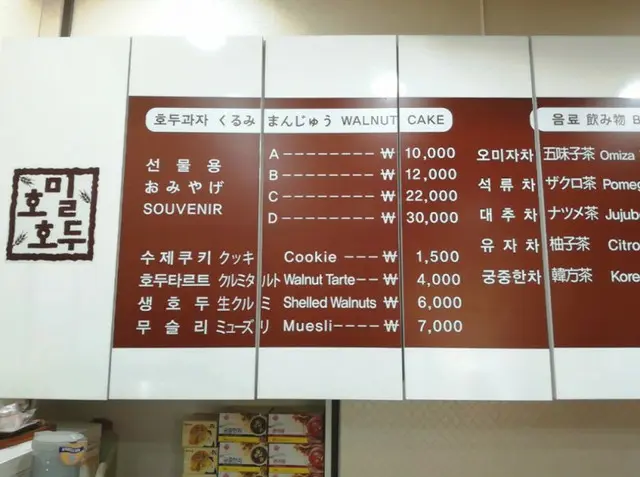 호밀
호두
호두과자 くるみ まんじゅう WALNUT CAKE
선물용
おみやげ
SOUVENIR
A -------- ₩ 10,000
B -------- ₩ 12,000
C -------- ₩ 22,000
D -------- ₩ 30,000
수제쿠키 クッキ Cookie -- ₩ 1,500
호두타르트 クルミタルト Walnut Tarte -- ₩ 4,000
생호두 生クルミ Shelled Walnuts ₩ 6,000
무슬리 ミューズリ Muesli ---- ₩ 7,000
음료 飲み物 B
오미자차 五味子茶 Omiza
석류차 ザクロ茶 Pome
대추차 ナツメ茶 Jujub
유자차 柚子茶 Citro
궁중한차 韓方茶 Kore